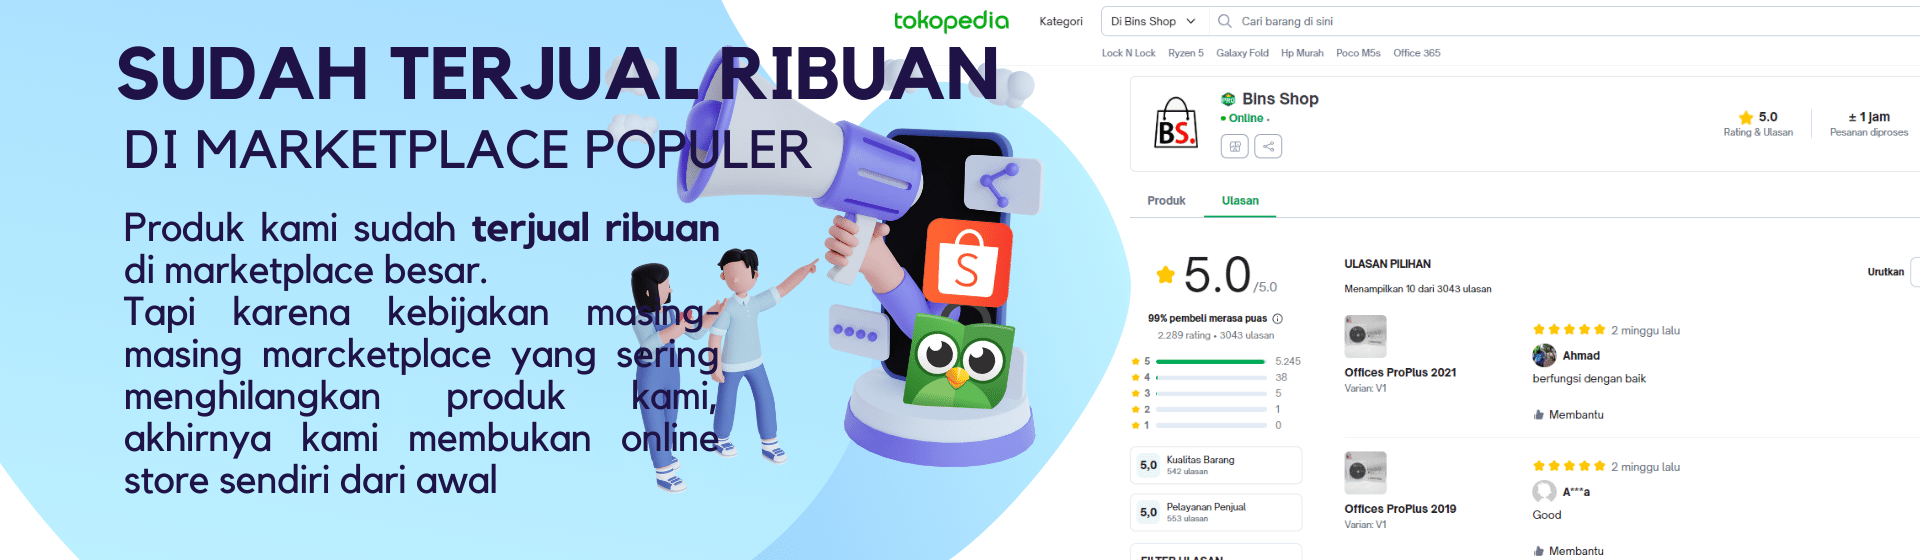 SUDAH TERJUAL RIBUAN
DI MARKETPLACE POPULER
Produk kami sudah terjual ribuan
di marketplace besar.
Tapi karena kebijakan masing-
masing marcketplace yang sering
menghilangkan produk kami,
akhirnya kami membukan online
store sendiri dari awal
S
tokopedia
Kategori
Di Bins Shop
Cari barang di sini
Lock N Lock Ryzen 5 Galaxy Fold Hp Murah Poco M5s Office 365
BS.
PRO Bins Shop
Online
5.0
Rating & Ulasan
± 1 jam
Pesanan diproses
Produk Ulasan
5.0/5.0
99% pembeli merasa puas
2.289 rating • 3043 ulasan
5 5.245
4 38
3 5
2 1
1 0
5,0 Kualitas Barang
542 ulasan
5,0 Pelayanan Penjual
553 ulasan
FILTER ULASAN
ULASAN PILIHAN
Menampilkan 10 dari 3043 ulasan
Urutkan
Offices ProPlus 2021
Varian: V1
2 minggu lalu
Ahmad
berfungsi dengan baik
Membantu
Offices ProPlus 2019
Varian: V1
2 minggu lalu
A***a
Good
Membantu